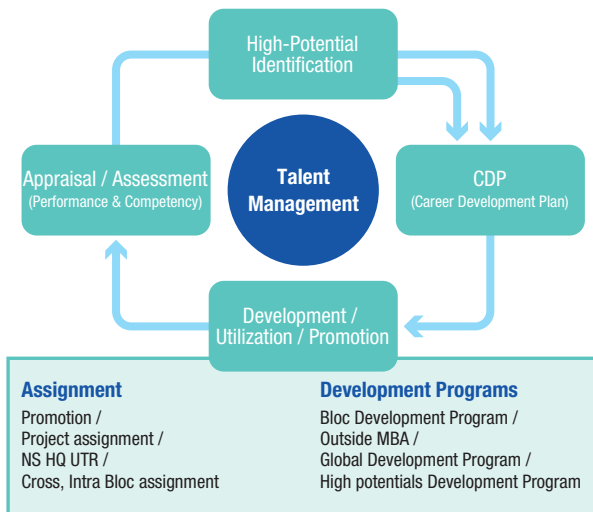 High-Potential
Identification
Appraisal / Assessment
(Performance & Competency)
Talent
Management
CDP
(Career Development Plan)
Development /
Utilization / Promotion
Assignment
Promotion /
Project assignment /
NS HQ UTR /
Cross, Intra Bloc assignment
Development Programs
Bloc Development Program /
Outside MBA /
Global Development Program /
High potentials Development Program